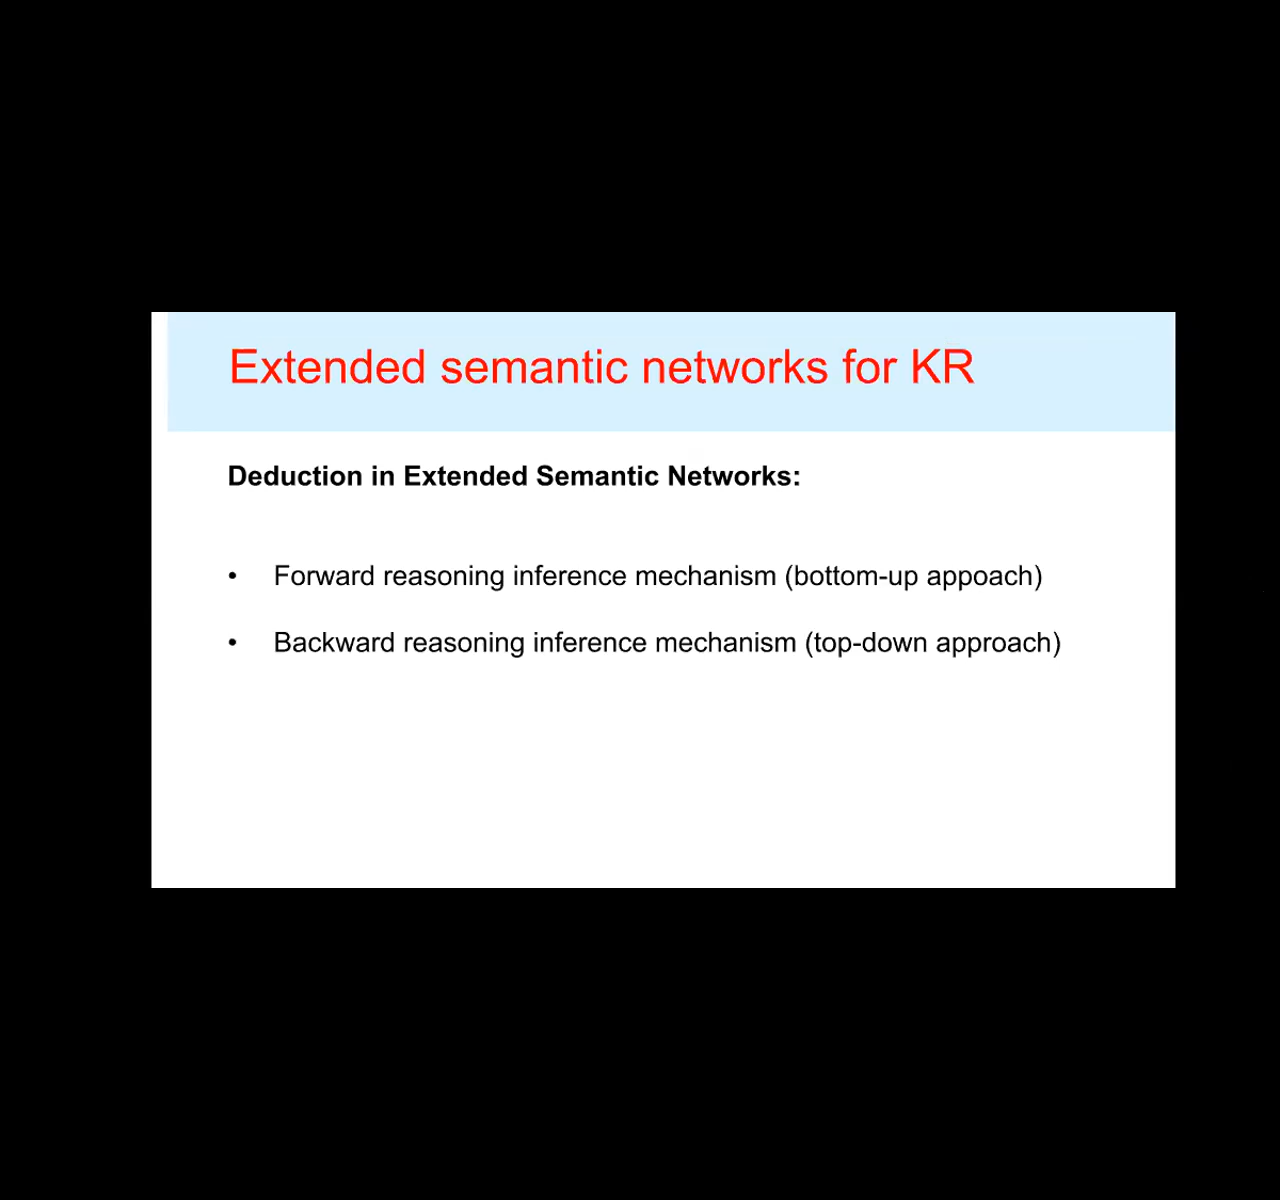 Extended semantic networks for KR
Deduction in Extended Semantic Networks:
• Forward reasoning inference mechanism (bottom-up appoach)
• Backward reasoning inference mechanism (top-down approach)